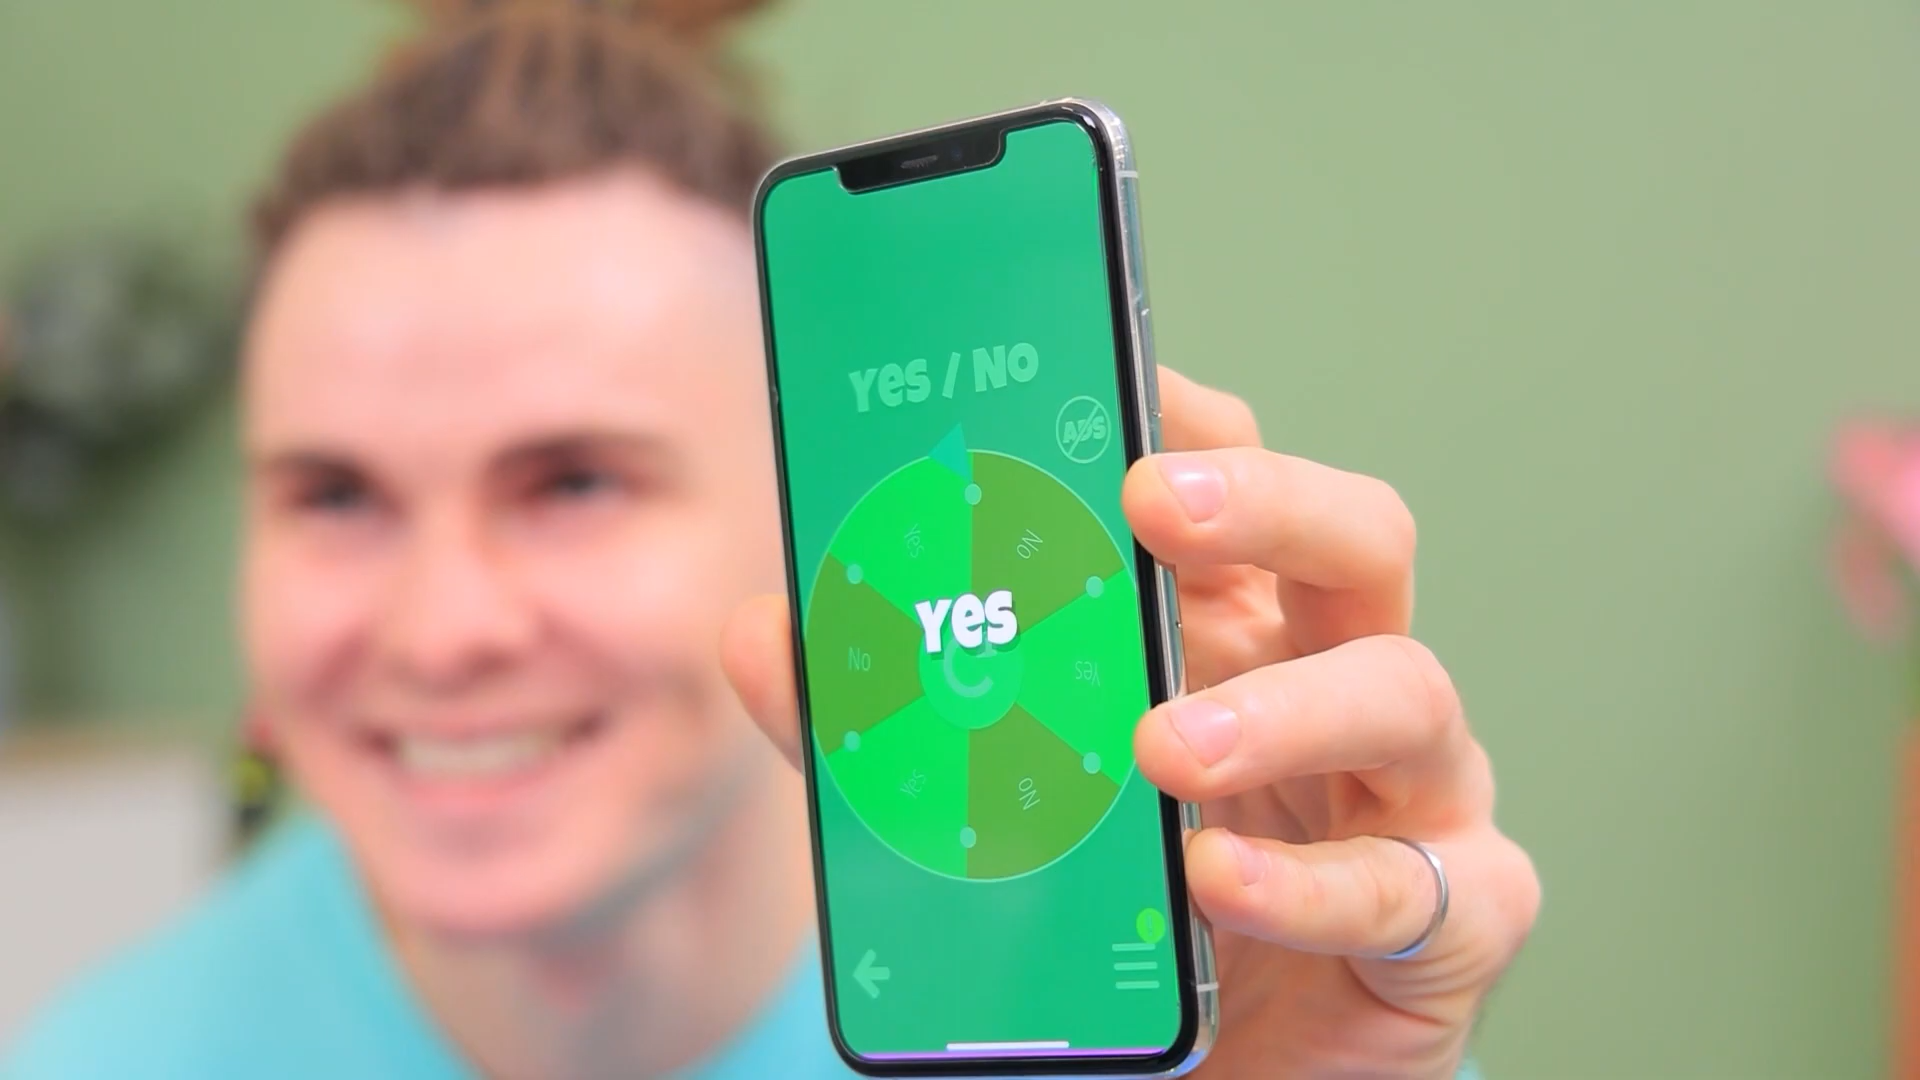 Yes / No
ADS
Yes
No
Yes
No
Yes
Yes
No